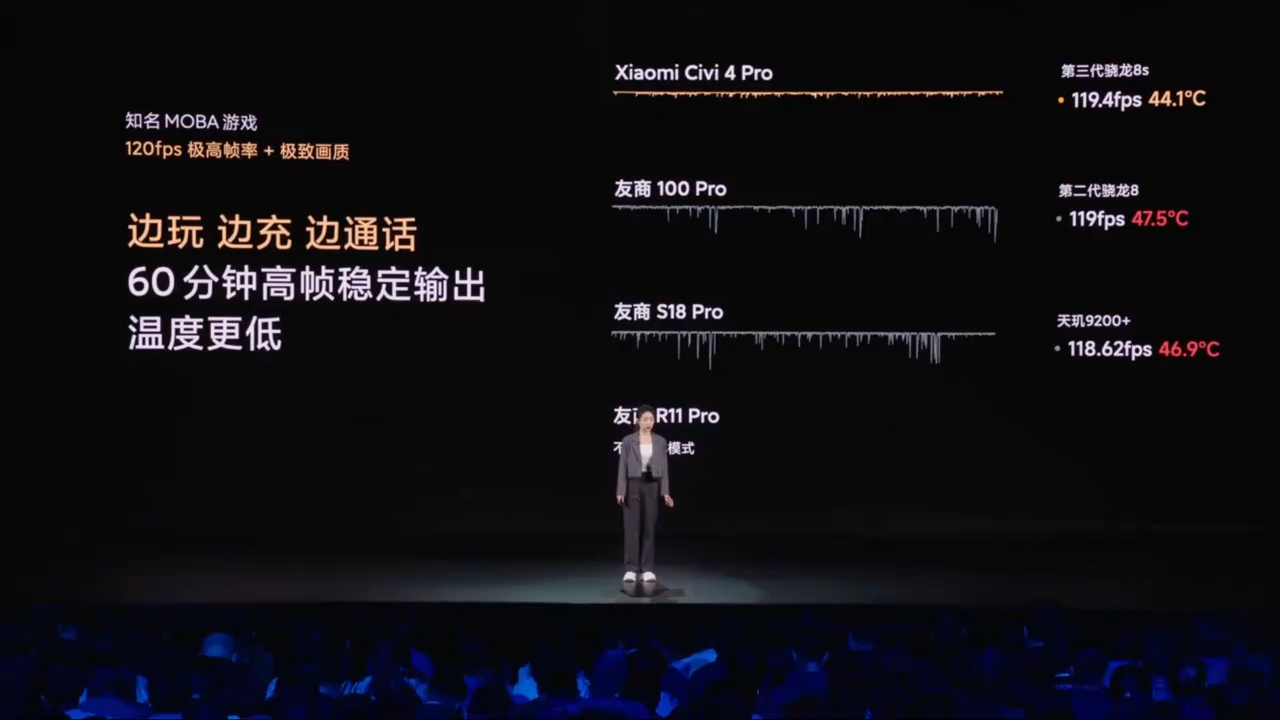 知名 MOBA 游戏
120fps 极高帧率 + 极致画质
边玩 边充 边通话
60 分钟高帧稳定输出
温度更低
Xiaomi Civi 4 Pro
第三代骁龙8s
119.4fps 44.1°C
友商 100 Pro
第二代骁龙8
119fps 47.5°C
友商 S18 Pro
天玑9200+
118.62fps 46.9°C
友 R11 Pro
不 模式